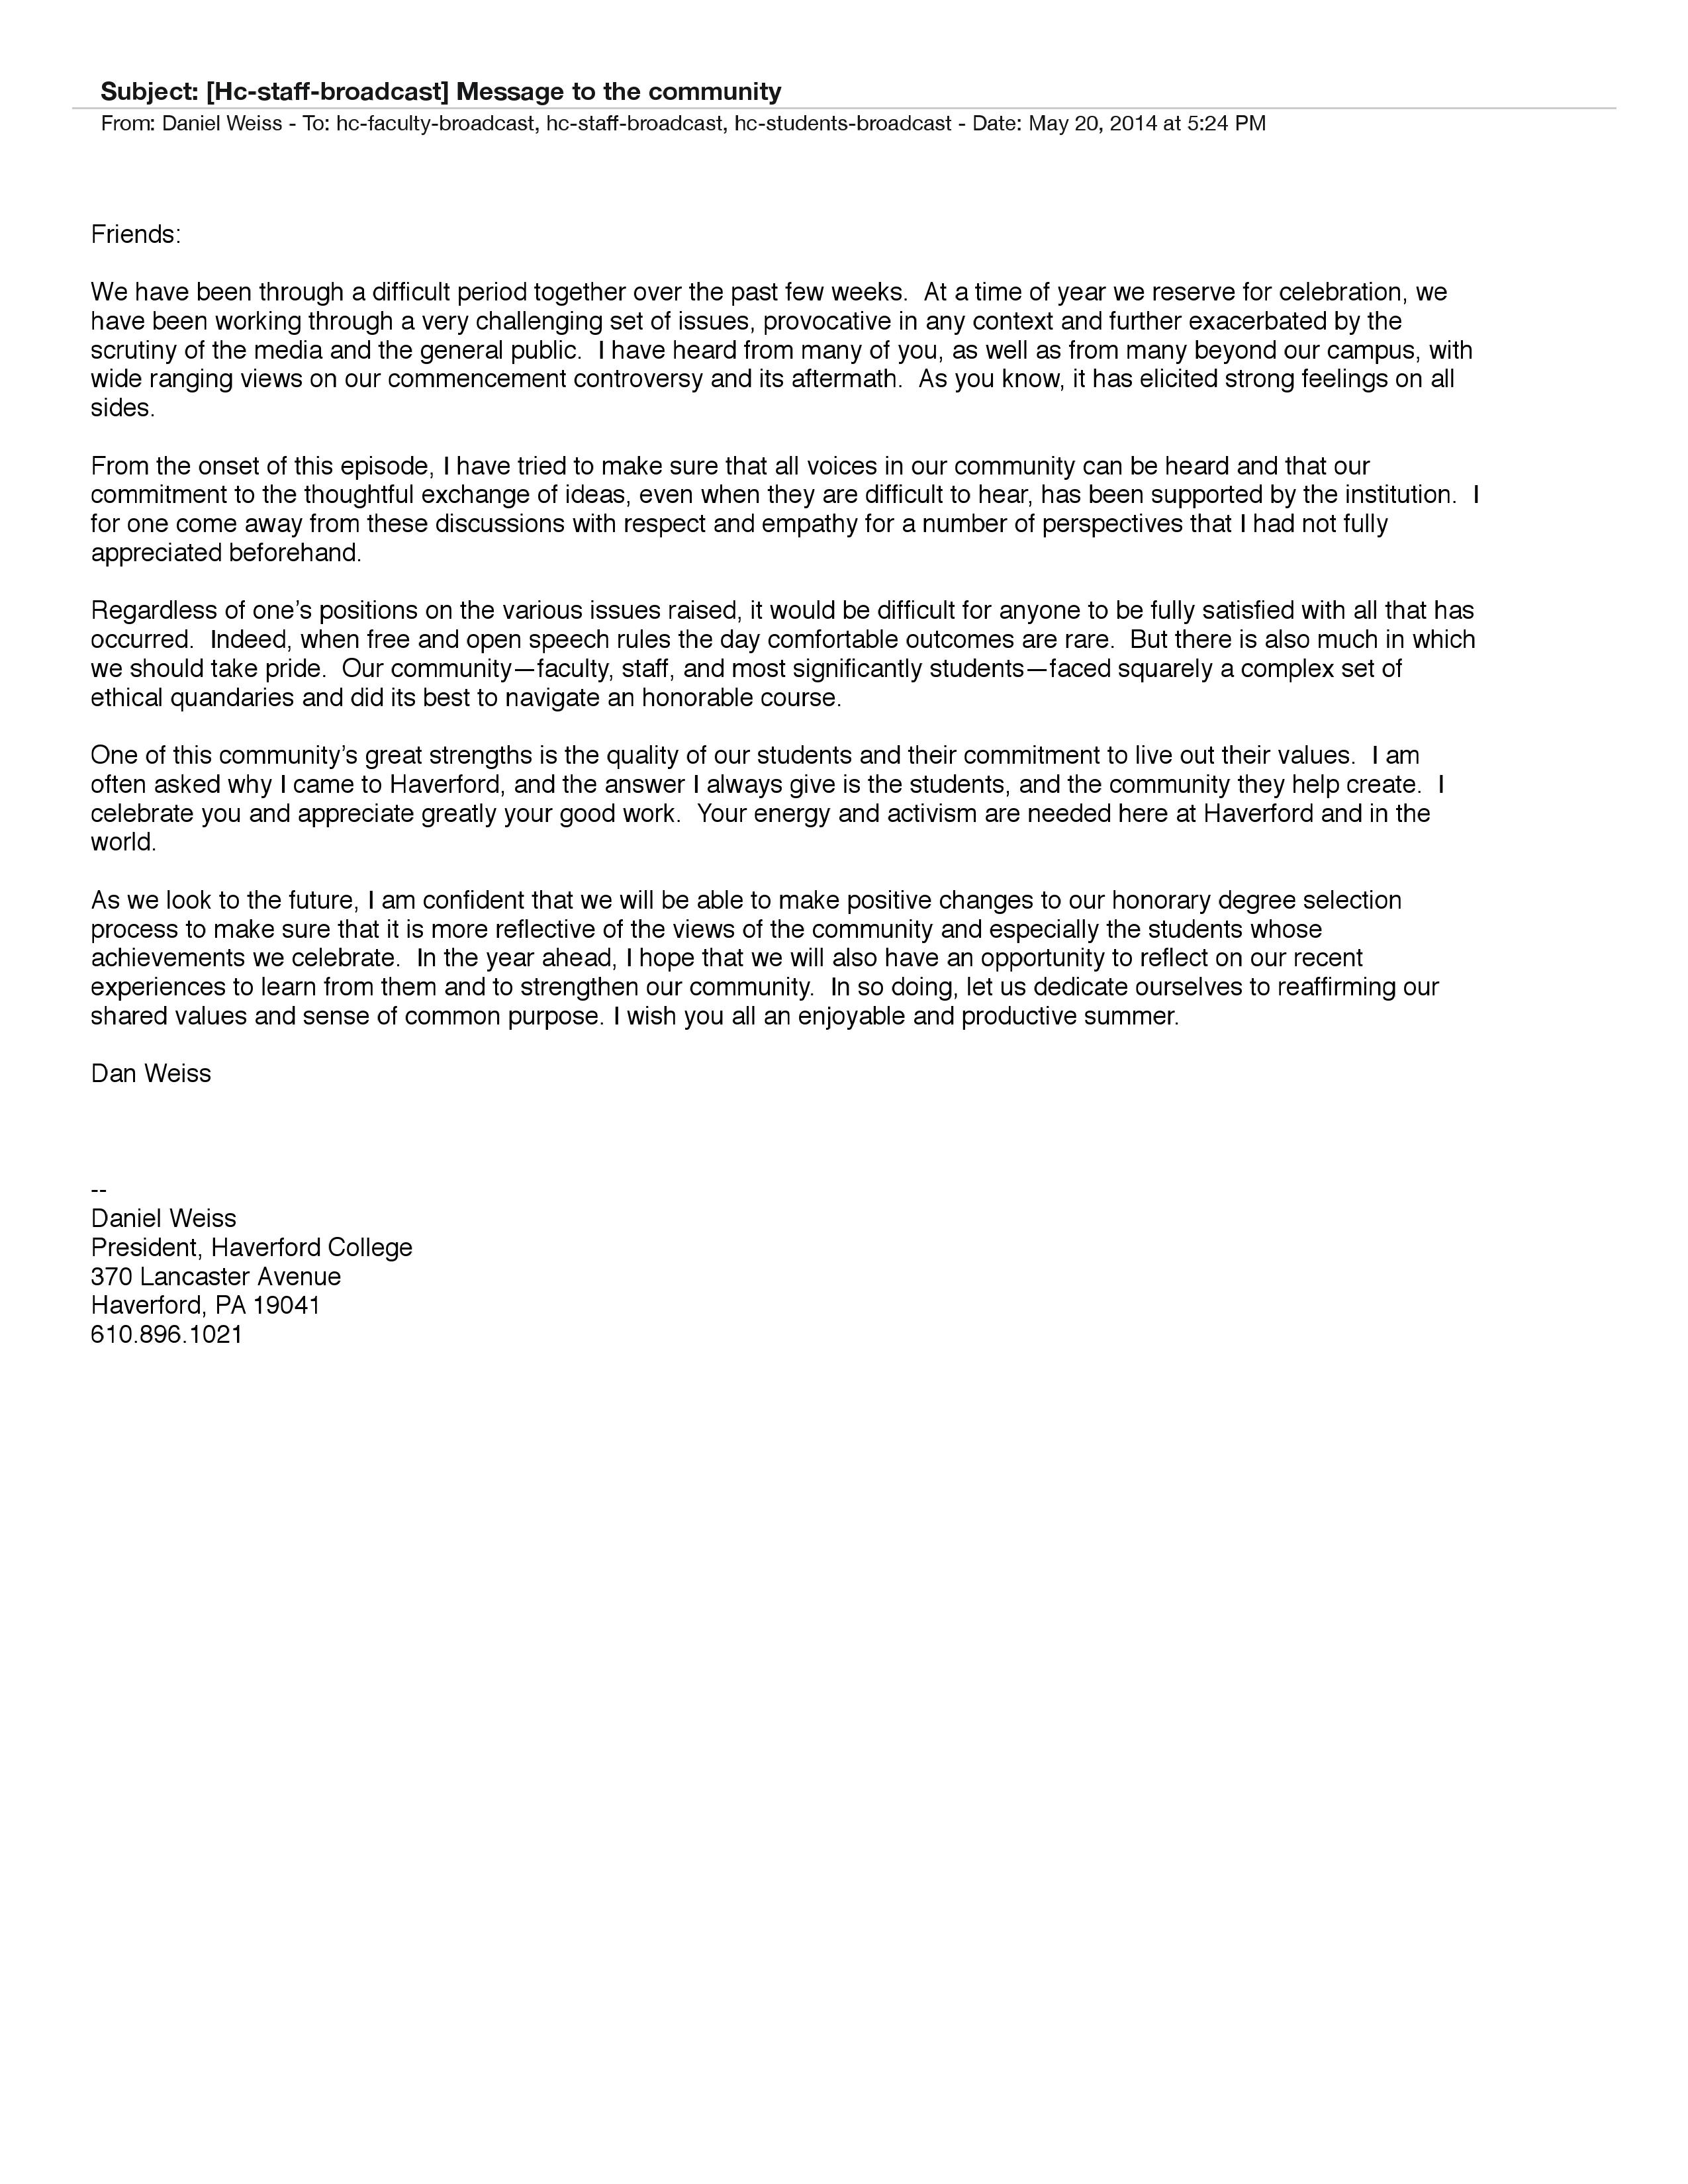 Subject: [Hc-staff-broadcast] Message to the community
From: Daniel Weiss - To: hc-faculty-broadcast, hc-staff-broadcast, hc-students-broadcast - Date: May 20, 2014 at 5:24 PM
Friends:
We have been through a difficult period together over the past few weeks.  At a time of year we reserve for celebration, we
have been working through a very challenging set of issues, provocative in any context and further exacerbated by the
scrutiny of the media and the general public.  I have heard from many of you, as well as from many beyond our campus, with
wide ranging views on our commencement controversy and its aftermath.  As you know, it has elicited strong feelings on all
sides.
From the onset of this episode, I have tried to make sure that all voices in our community can be heard and that our
commitment to the thoughtful exchange of ideas, even when they are difficult to hear, has been supported by the institution.  I
for one come away from these discussions with respect and empathy for a number of perspectives that I had not fully
appreciated beforehand.
Regardless of one’s positions on the various issues raised, it would be difficult for anyone to be fully satisfied with all that has
occurred.  Indeed, when free and open speech rules the day comfortable outcomes are rare.  But there is also much in which
we should take pride.  Our community—faculty, staff, and most significantly students—faced squarely a complex set of
ethical quandaries and did its best to navigate an honorable course.
One of this community’s great strengths is the quality of our students and their commitment to live out their values.  I am
often asked why I came to Haverford, and the answer I always give is the students, and the community they help create.  I
celebrate you and appreciate greatly your good work.  Your energy and activism are needed here at Haverford and in the
world.
As we look to the future, I am confident that we will be able to make positive changes to our honorary degree selection
process to make sure that it is more reflective of the views of the community and especially the students whose
achievements we celebrate.  In the year ahead, I hope that we will also have an opportunity to reflect on our recent
experiences to learn from them and to strengthen our community.  In so doing, let us dedicate ourselves to reaffirming our
shared values and sense of common purpose. I wish you all an enjoyable and productive summer.
Dan Weiss
--
Daniel Weiss
President, Haverford College
370 Lancaster Avenue
Haverford, PA 19041
610.896.1021